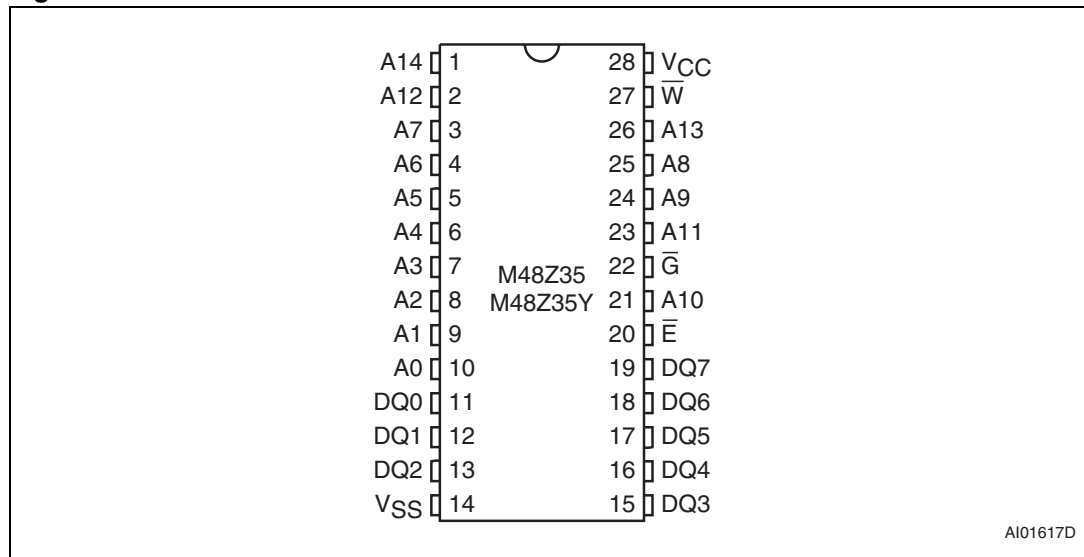 A14 1 28 VCC
A12 2 27 W̅
A7 3 26 A13
A6 4 25 A8
A5 5 24 A9
A4 6 23 A11
A3 7 22 G̅
A2 8 21 A10
A1 9 20 E̅
A0 10 19 DQ7
DQ0 11 18 DQ6
DQ1 12 17 DQ5
DQ2 13 16 DQ4
VSS 14 15 DQ3
M48Z35
M48Z35Y
AI01617D